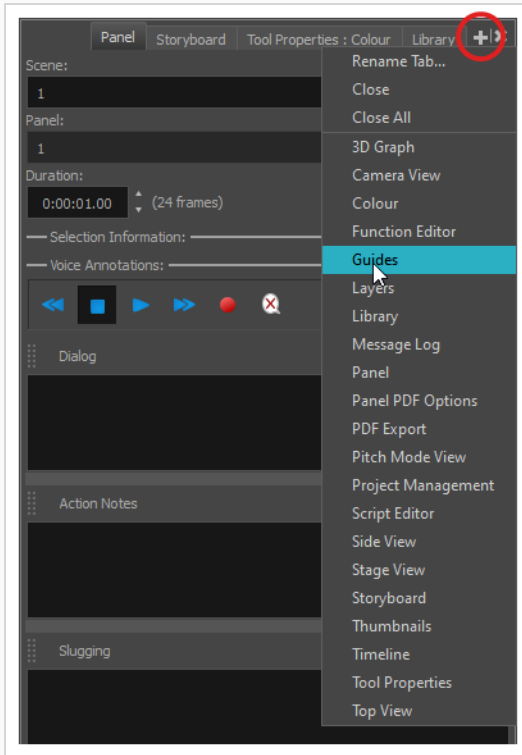 Panel Storyboard Tool Properties : Colour Library
Scene:
1
Panel:
1
Duration:
0:00:01.00 (24 frames)
Selection Information:
Voice Annotations:
Dialog
Action Notes
Slugging
Rename Tab...
Close
Close All
3D Graph
Camera View
Colour
Function Editor
Guides
Layers
Library
Message Log
Panel
Panel PDF Options
PDF Export
Pitch Mode View
Project Management
Script Editor
Side View
Stage View
Storyboard
Thumbnails
Timeline
Tool Properties
Top View